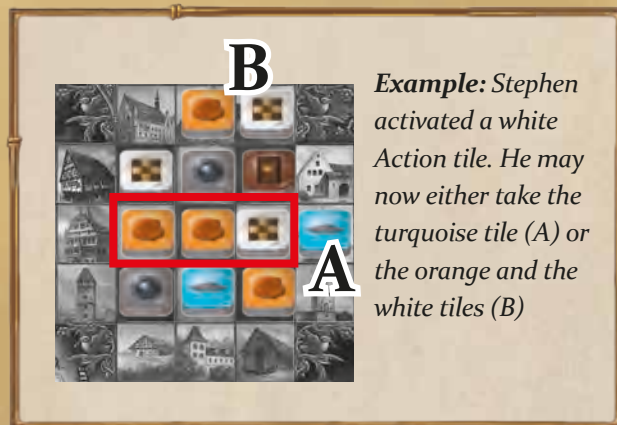 B
A
Example: Stephen
activated a white
Action tile. He may
now either take the
turquoise tile (A) or
the orange and the
white tiles (B)